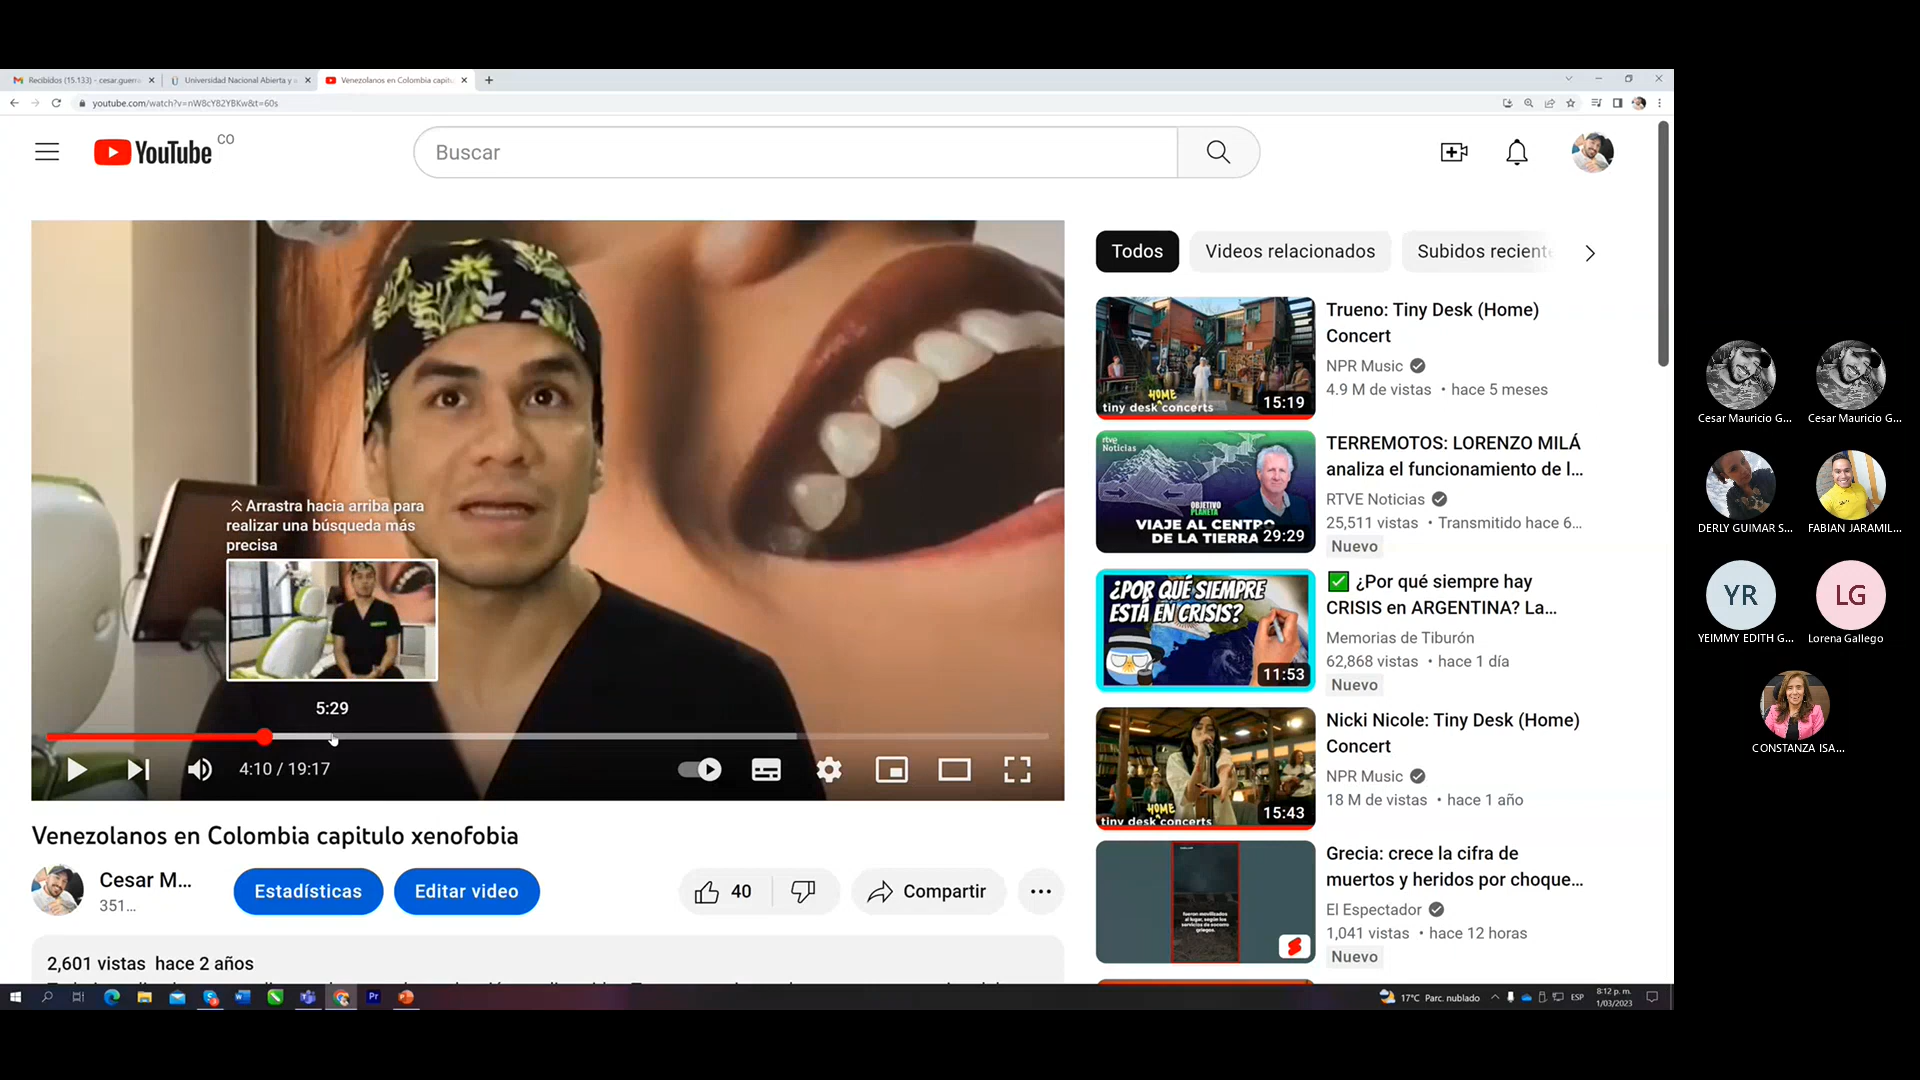 Recibidos (15.133) - cesar.guerr
Universidad Nacional Abierta y
Venezolanos en Colombia capit
youtube.com/watch?v=nW8cY82YBKw&t=60s
YouTube CO
Buscar
Arrastra hacia arriba para
realizar una búsqueda más
precisa
5:29
4:10 / 19:17
Venezolanos en Colombia capitulo xenofobia
Cesar M...
351...
Estadísticas
Editar video
40
Compartir
2,601 vistas hace 2 años
Todos
Videos relacionados
Subidos reciente
tiny desk HOME concerts
15:19
Trueno: Tiny Desk (Home)
Concert
NPR Music
4.9 M de vistas • hace 5 meses
rtve
Noticias
OBJETIVO
PLANETA
VIAJE AL CENTRO
DE LA TIERRA
29:29
TERREMOTOS: LORENZO MILÁ
analiza el funcionamiento de l...
RTVE Noticias
25,511 vistas • Transmitido hace 6...
Nuevo
¿POR QUÉ SIEMPRE
ESTÁ EN CRISIS?
11:53
¿Por qué siempre hay
CRISIS en ARGENTINA? La...
Memorias de Tiburón
62,868 vistas • hace 1 día
Nuevo
tiny desk HOME concerts
15:43
Nicki Nicole: Tiny Desk (Home)
Concert
NPR Music
18 M de vistas • hace 1 año
Grecia: crece la cifra de
muertos y heridos por choque...
El Espectador
1,041 vistas • hace 12 horas
Nuevo
Cesar Mauricio G...
Cesar Mauricio G...
DERLY GUIMAR S...
FABIAN JARAMIL...
YR
LG
YEIMMY EDITH G...
Lorena Gallego
CONSTANZA ISA...
17°C Parc. nublado
ESP
8:12 p. m.
1/03/2023